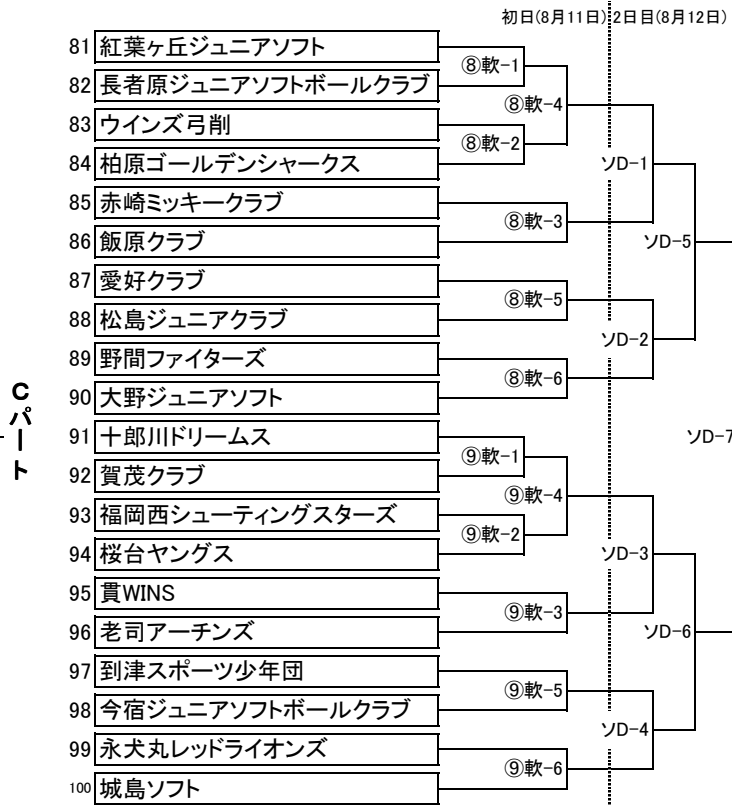 初日(8月11日) 2日目(8月12日)
81 紅葉ヶ丘ジュニアソフト
⑧軟-1
82 長者原ジュニアソフトボールクラブ
⑧軟-4
83 ウインズ弓削
⑧軟-2
84 柏原ゴールデンシャークス
ソD-1
85 赤崎ミッキークラブ
⑧軟-3
86 飯原クラブ
ソD-5
87 愛好クラブ
⑧軟-5
88 松島ジュニアクラブ
ソD-2
89 野間ファイターズ
⑧軟-6
90 大野ジュニアソフト
Cパート
91 十郎川ドリームス
ソD-7
⑨軟-1
92 賀茂クラブ
⑨軟-4
93 福岡西シューティングスターズ
⑨軟-2
94 桜台ヤングス
ソD-3
95 貫WINS
⑨軟-3
96 老司アーチンズ
ソD-6
97 到津スポーツ少年団
⑨軟-5
98 今宿ジュニアソフトボールクラブ
ソD-4
99 永犬丸レッドライオンズ
⑨軟-6
100 城島ソフト